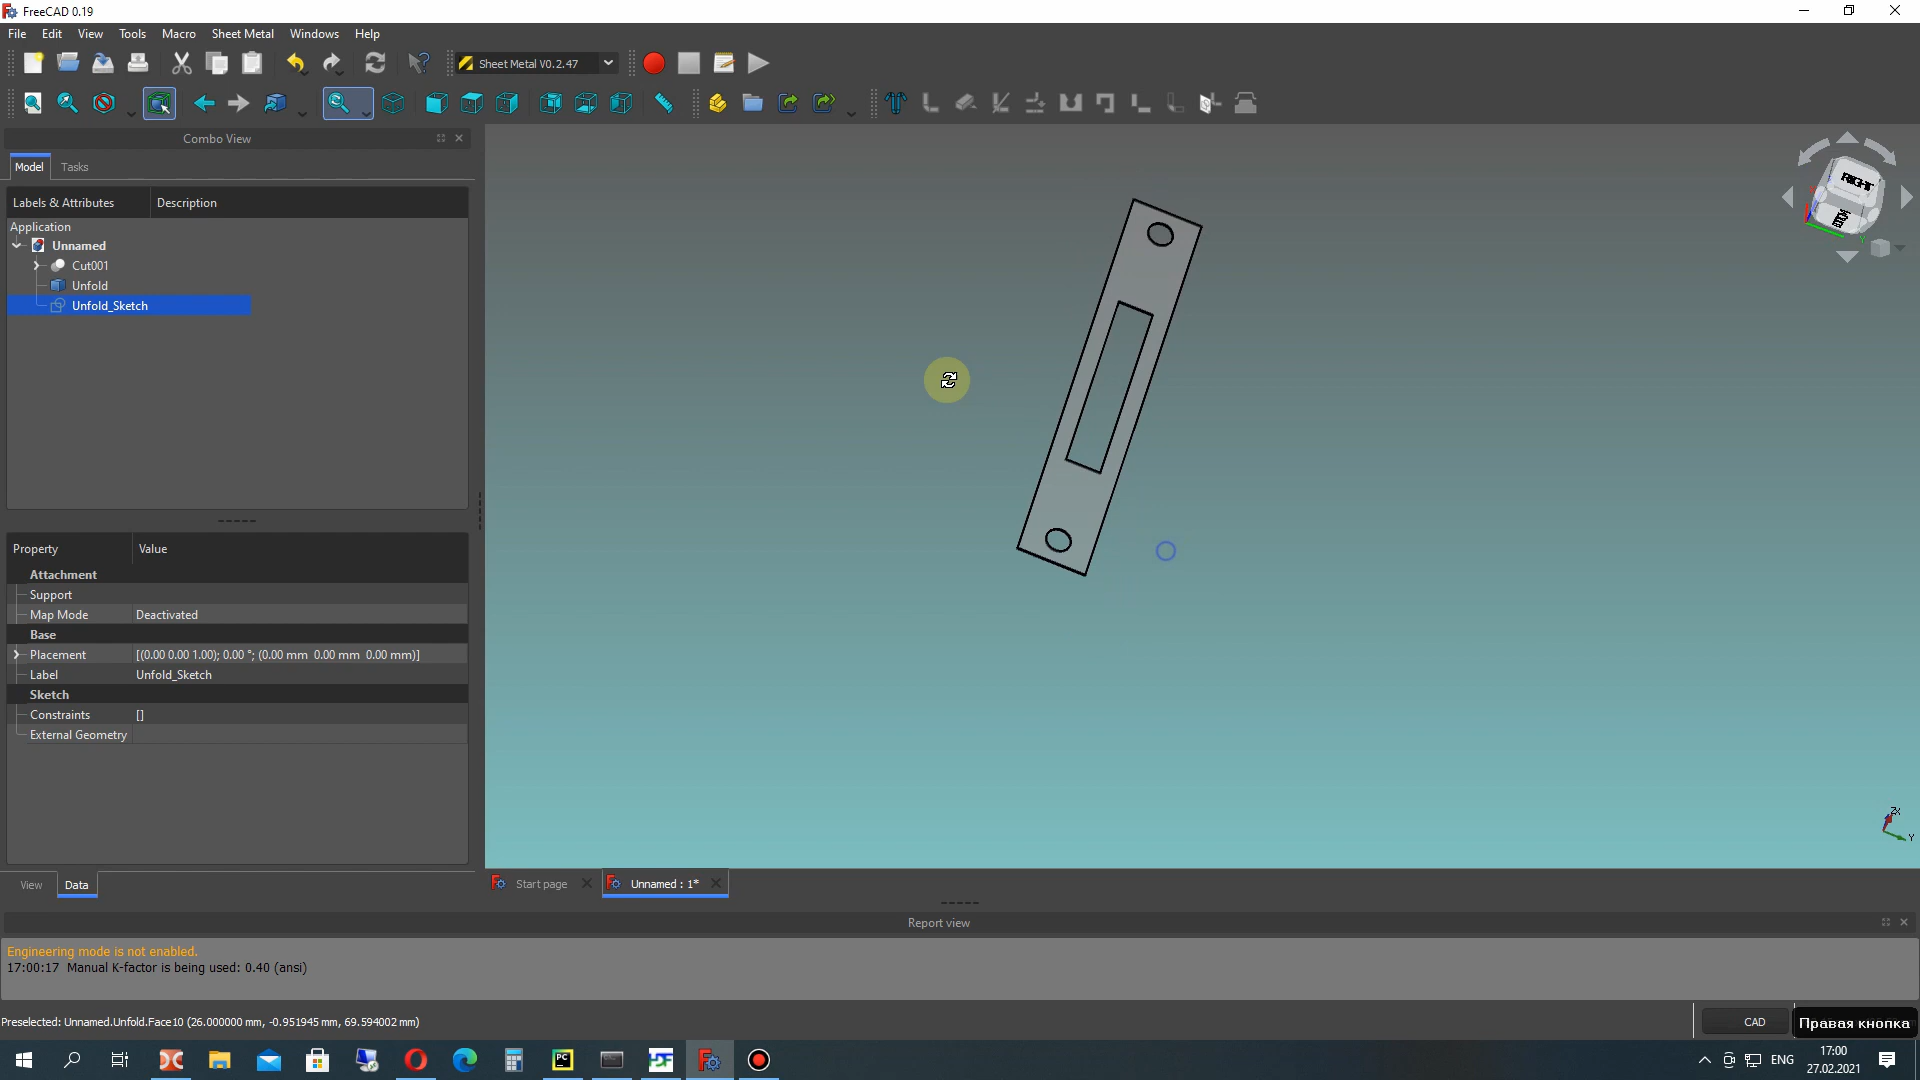 FreeCAD 0.19
File Edit View Tools Macro Sheet Metal Windows Help
Sheet Metal V0.2.47
Combo View
Model Tasks
Labels & Attributes Description
Application
Unnamed
Cut001
Unfold
Unfold_Sketch
RIGHT
Property Value
Attachment
Support
Map Mode Deactivated
Base
Placement [(0.00 0.00 1.00); 0.00 °; (0.00 mm 0.00 mm 0.00 mm)]
Label Unfold_Sketch
Sketch
Constraints []
External Geometry
View Data
Start page Unnamed : 1*
Report view
Engineering mode is not enabled.
17:00:17 Manual K-factor is being used: 0.40 (ansi)
Preselected: Unnamed.Unfold.Face10 (26.000000 mm, -0.951945 mm, 69.594002 mm)
CAD
Правая кнопка
ENG
17:00
27.02.2021